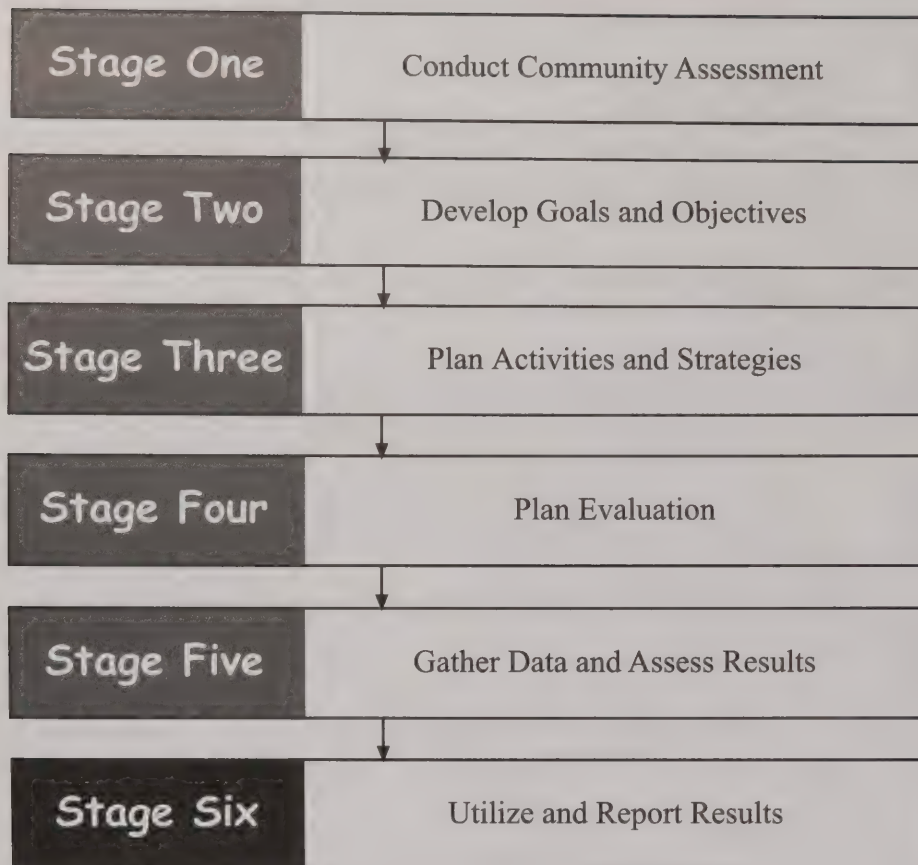 Stage One
Conduct Community Assessment
Stage Two
Develop Goals and Objectives
Stage Three
Plan Activities and Strategies
Stage Four
Plan Evaluation
Stage Five
Gather Data and Assess Results
Stage Six
Utilize and Report Results